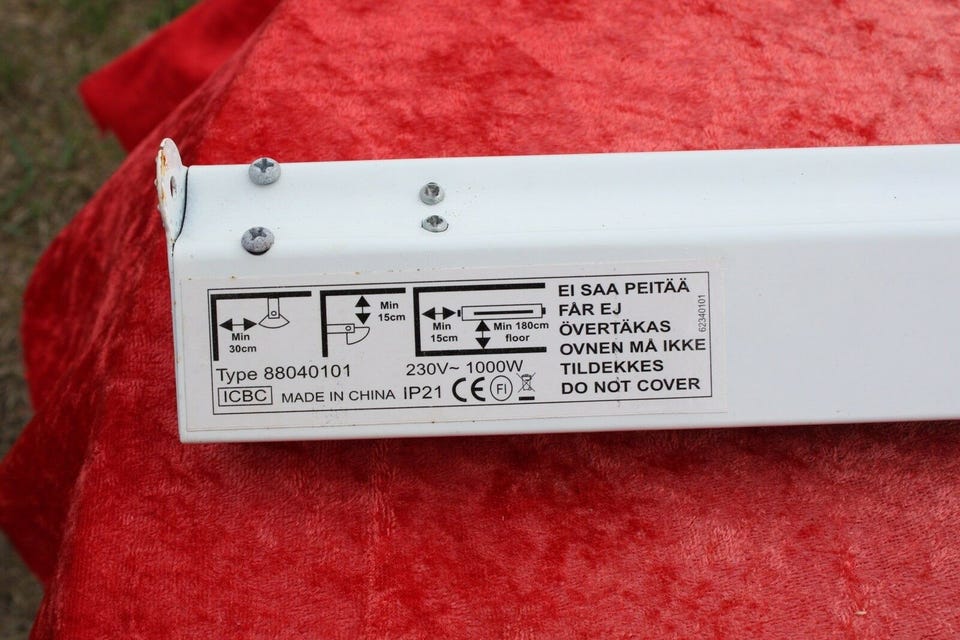 Min
30cm
Min
15cm
Min
15cm
Min 180cm
floor
Type 88040101
230V~ 1000W
ICBC MADE IN CHINA IP21 CE FI
EI SAA PEITÄÄ
FÅR EJ
ÖVERTÄKAS
OVNEN MÅ IKKE
TILDEKKES
DO NOT COVER
62340101